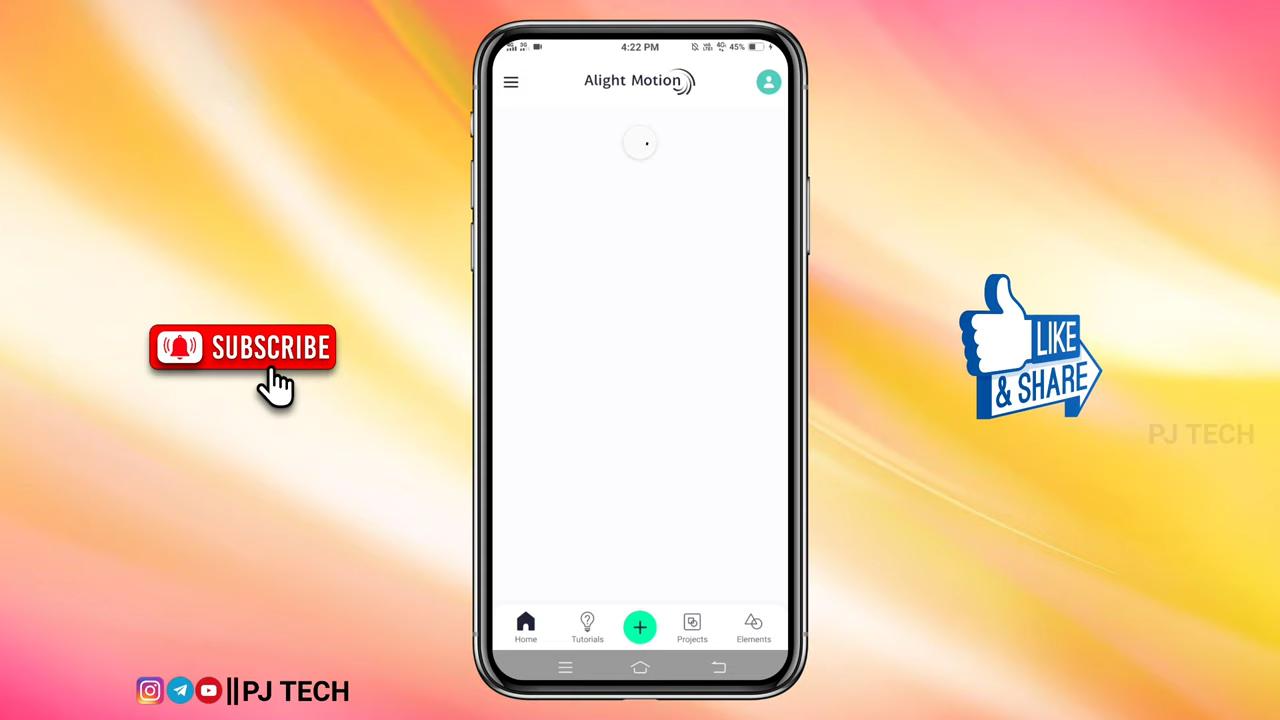 4:22 PM
45%
Alight Motion
SUBSCRIBE
LIKE
& SHARE
PJ TECH
Home
Tutorials
Projects
Elements
||PJ TECH